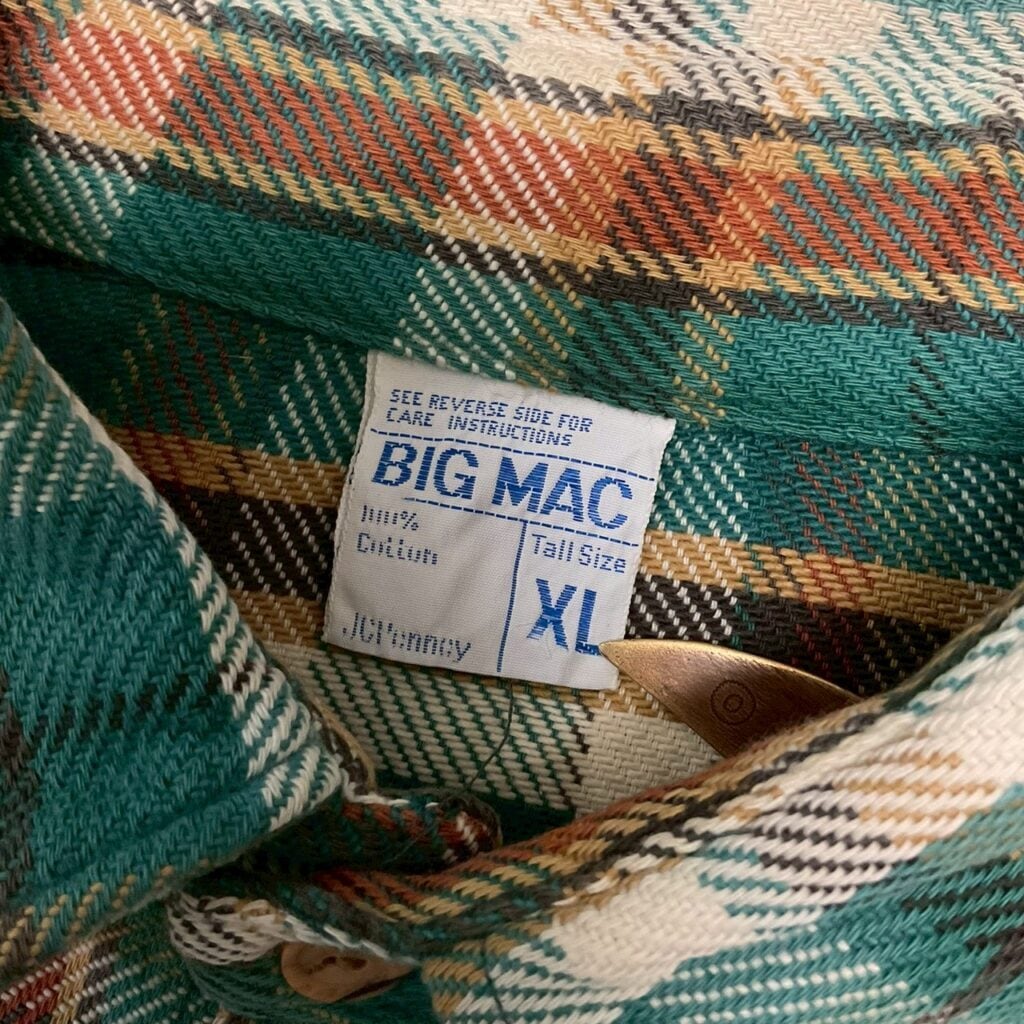 SEE REVERSE SIDE FOR
CARE INSTRUCTIONS
BIG MAC
100%
Cotton
Tall Size
XL
JCPenney